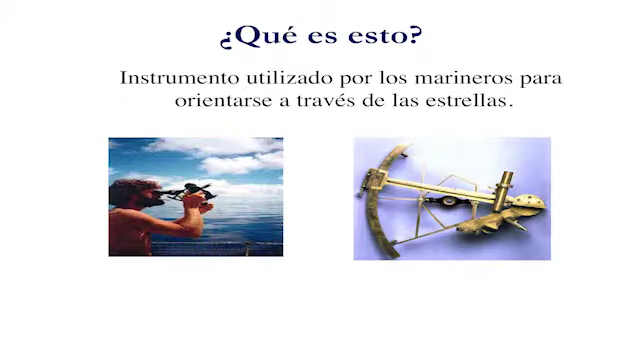 ¿Qué es esto?
Instrumento utilizado por los marineros para
orientarse a través de las estrellas.